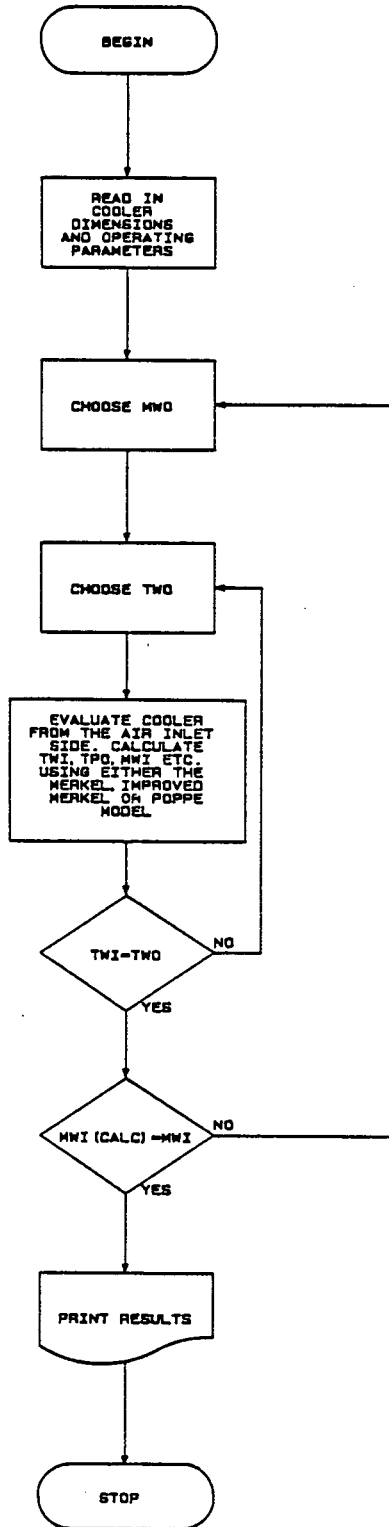 BEGIN
READ IN
COOLER
DIMENSIONS
AND OPERATING
PARAMETERS
CHOOSE MWO
CHOOSE TWO
EVALUATE COOLER
FROM THE AIR INLET
SIDE. CALCULATE
TWI, TPO, MWI ETC.
USING EITHER THE
MERKEL, IMPROVED
MERKEL OR POPPE
MODEL
TWI=TWO
NO
YES
MWI (CALC) =MWI
NO
YES
PRINT RESULTS
STOP